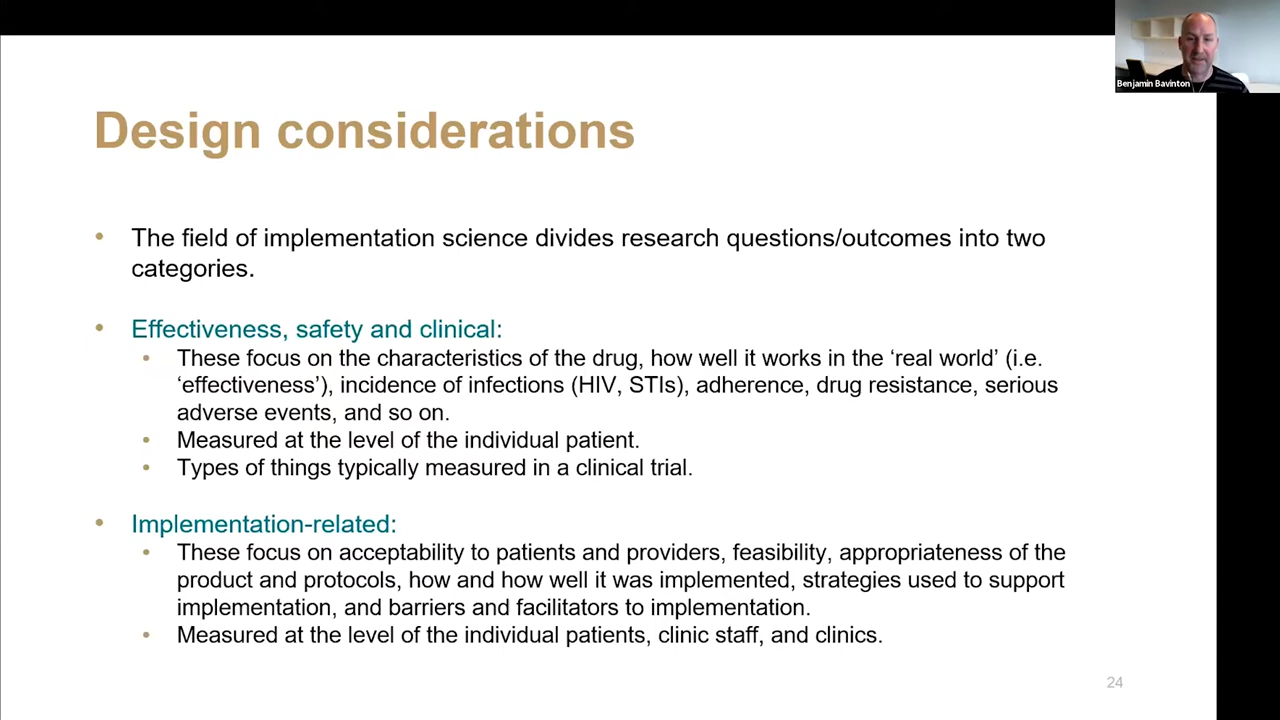 Benjamin Bavinton
Design considerations
• The field of implementation science divides research questions/outcomes into two
categories.
• Effectiveness, safety and clinical:
• These focus on the characteristics of the drug, how well it works in the ‘real world’ (i.e.
‘effectiveness’), incidence of infections (HIV, STIs), adherence, drug resistance, serious
adverse events, and so on.
• Measured at the level of the individual patient.
• Types of things typically measured in a clinical trial.
• Implementation-related:
• These focus on acceptability to patients and providers, feasibility, appropriateness of the
product and protocols, how and how well it was implemented, strategies used to support
implementation, and barriers and facilitators to implementation.
• Measured at the level of the individual patients, clinic staff, and clinics.
24